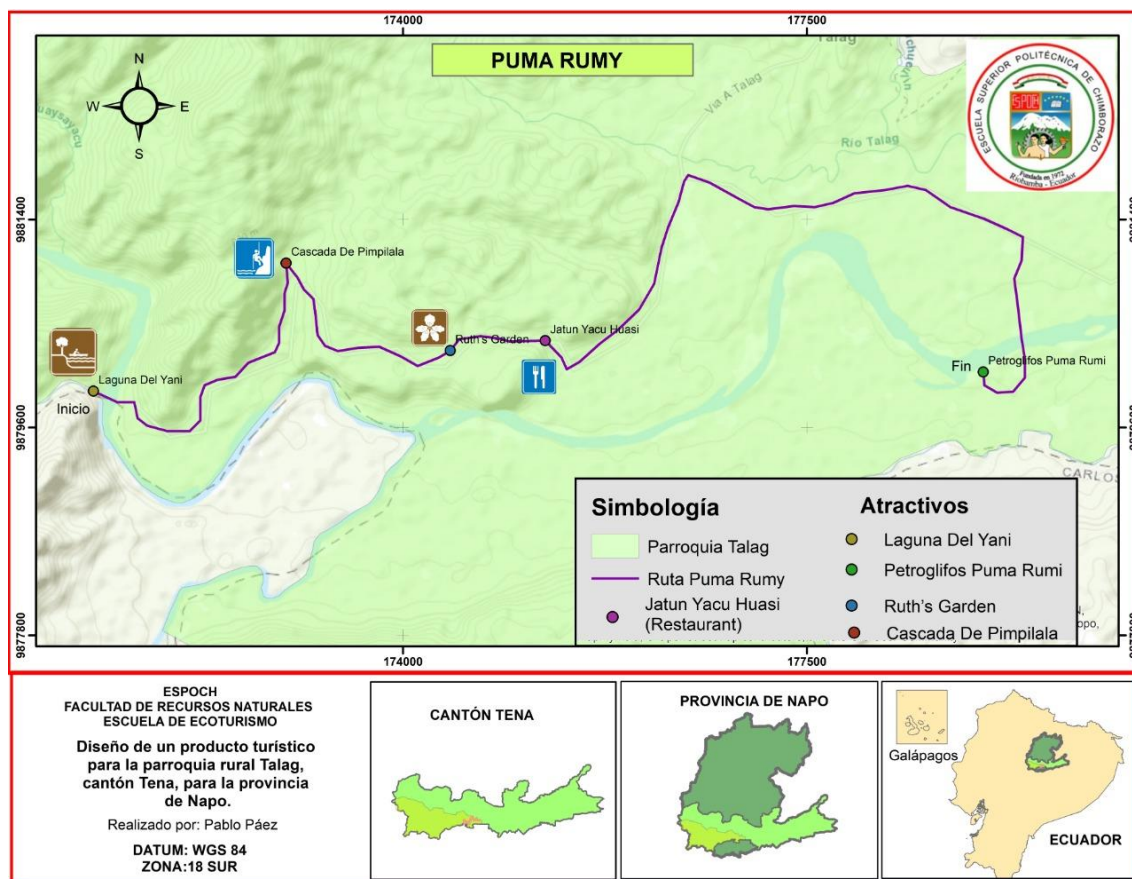 174000
177500
PUMA RUMY
N
W
E
S
ESCUELA SUPERIOR POLITÉCNICA DE CHIMBORAZO
ESPOCH
Fundada en 1972
Riobamba - Ecuador
Talag
Via A Talag
Río Talag
9881400
Cascada De Pimpilala
Ruth's Garden
Jatun Yacu Huasi
Laguna Del Yani
Inicio
Fin
Petroglifos Puma Rumi
9879600
CARLOS
Simbología
Parroquia Talag
Ruta Puma Rumy
Jatun Yacu Huasi
(Restaurant)
Atractivos
Laguna Del Yani
Petroglifos Puma Rumi
Ruth's Garden
Cascada De Pimpilala
9877800
174000
177500
ESPOCH
FACULTAD DE RECURSOS NATURALES
ESCUELA DE ECOTURISMO
Diseño de un producto turístico
para la parroquia rural Talag,
cantón Tena, para la provincia
de Napo.
Realizado por: Pablo Páez
DATUM: WGS 84
ZONA:18 SUR
CANTÓN TENA
PROVINCIA DE NAPO
Galápagos
ECUADOR